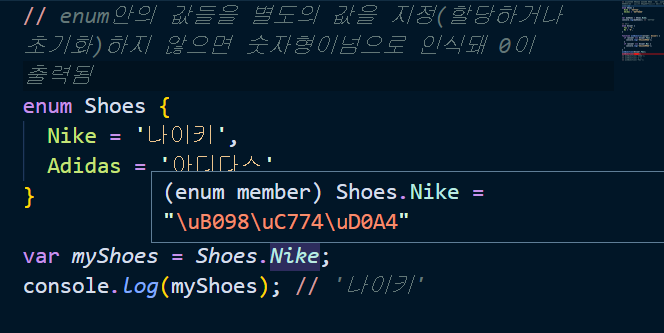 // enum안의 값들을 별도의 값을 지정(할당하거나
초기화)하지 않으면 숫자형이넘으로 인식돼 0이
출력됨
enum Shoes {
Nike = '나이키',
Adidas = '아디다스'
(enum member) Shoes.Nike =
}
"\uB098\uC774\uD0A4"
var myShoes = Shoes.Nike;
console.log(myShoes); // '나이키'